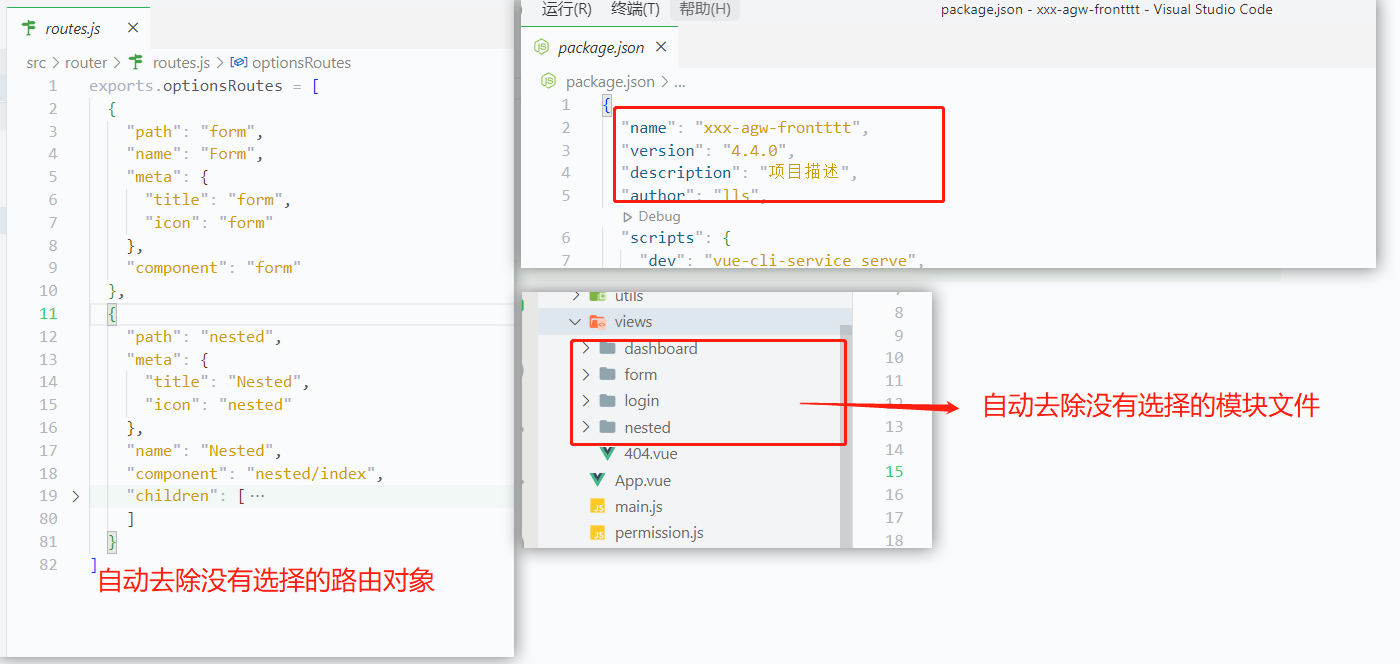 routes.js ×
src > router > routes.js > optionsRoutes
1 exports.optionsRoutes = [
2 {
3 "path": "form",
4 "name": "Form",
5 "meta": {
6 "title": "form",
7 "icon": "form"
8 },
9 "component": "form"
10 },
11 {
12 "path": "nested",
13 "meta": {
14 "title": "Nested",
15 "icon": "nested"
16 },
17 "name": "Nested",
18 "component": "nested/index",
19 > "children": [ ···
80 ]
81 }
82 ]
自动去除没有选择的路由对象
运行(R) 终端(T) 帮助(H) package.json - xxx-agw-frontttt - Visual Studio Code
package.json ×
package.json > ...
1 {
2 "name": "xxx-agw-frontttt",
3 "version": "4.4.0",
4 "description": "项目描述",
5 "author": "lls",
Debug
6 "scripts": {
7 "dev": "vue-cli-service serve",
utils
views 8
9
dashboard 10
form 11
login 12
nested 13
404.vue 14
App.vue 15
main.js 16
17
permission.js 18
自动去除没有选择的模块文件